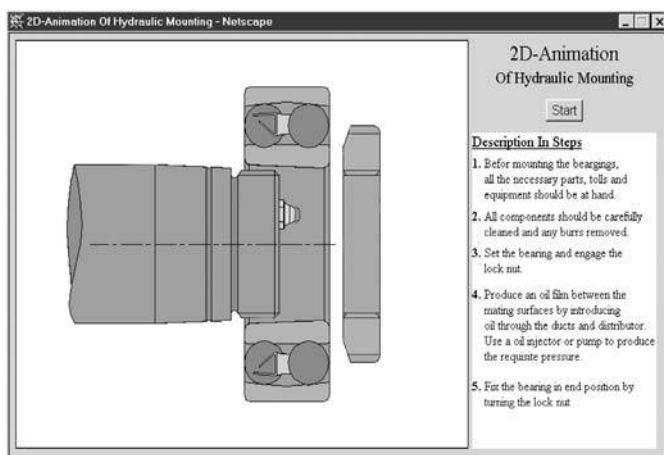 2D-Animation Of Hydraulic Mounting - Netscape
2D-Animation
Of Hydraulic Mounting
Start
Description In Steps
1. Befor mounting the beargings,
all the necessary parts, tolls and
equipment should be at hand.
2. All components should be carefully
cleaned and any burrs removed.
3. Set the bearing and engage the
lock nut.
4. Produce an oil film between the
mating surfaces by introducing
oil through the ducts and distributor.
Use a oil injector or pump to produce
the requisite pressure.
5. Fix the bearing in end position by
turning the lock nut